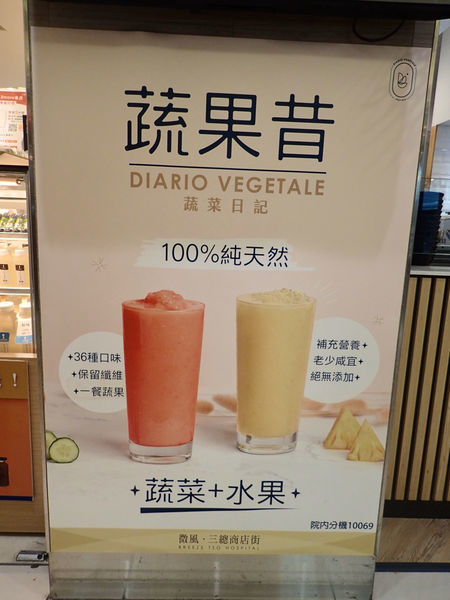 蔬果昔
DIARIO VEGETALE
蔬菜日記
100%純天然
36種口味
保留纖維
一餐蔬果
補充營養
老少咸宜
絕無添加
蔬菜+水果
院內分機10069
微風·三總商店街
BREEZE TSG HOSPITAL